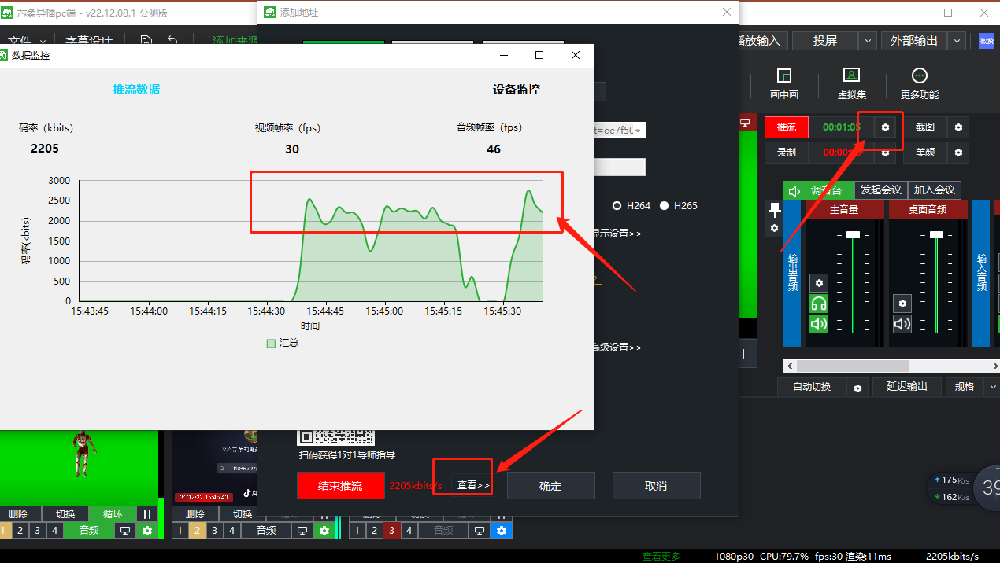 芯象导播pc端 - v22.12.08.1 公测版
添加地址
文件
字幕设计
添加来源
播放输入
投屏
外部输出
数据监控
推流数据
设备监控
码率（kbits）
视频帧率（fps）
音频帧率（fps）
2205
30
46
3000
2500
2000
1500
1000
500
0
码率(kbits)
15:43:45
15:44:00
15:44:15
15:44:30
15:44:45
15:45:00
15:45:15
15:45:30
时间
汇总
t=ee7f50
H264
H265
显示设置>>
高级设置>>
画中画
虚拟集
更多功能
推流
00:01:05
截图
录制
美颜
调音台
发起会议
加入会议
主音量
桌面音频
输出音频
输入音频
自动切换
延迟输出
规格
扫码获得1对1导师指导
结束推流
2205kbits/s
查看>>
确定
取消
175K/s
162K/s
39
删除
切换
循环
删除
切换
1
2
3
4
音频
1
2
3
4
音频
1
2
3
4
音频
查看更多
1080p30
CPU:79.7%
fps:30 渲染:11ms
2205kbits/s